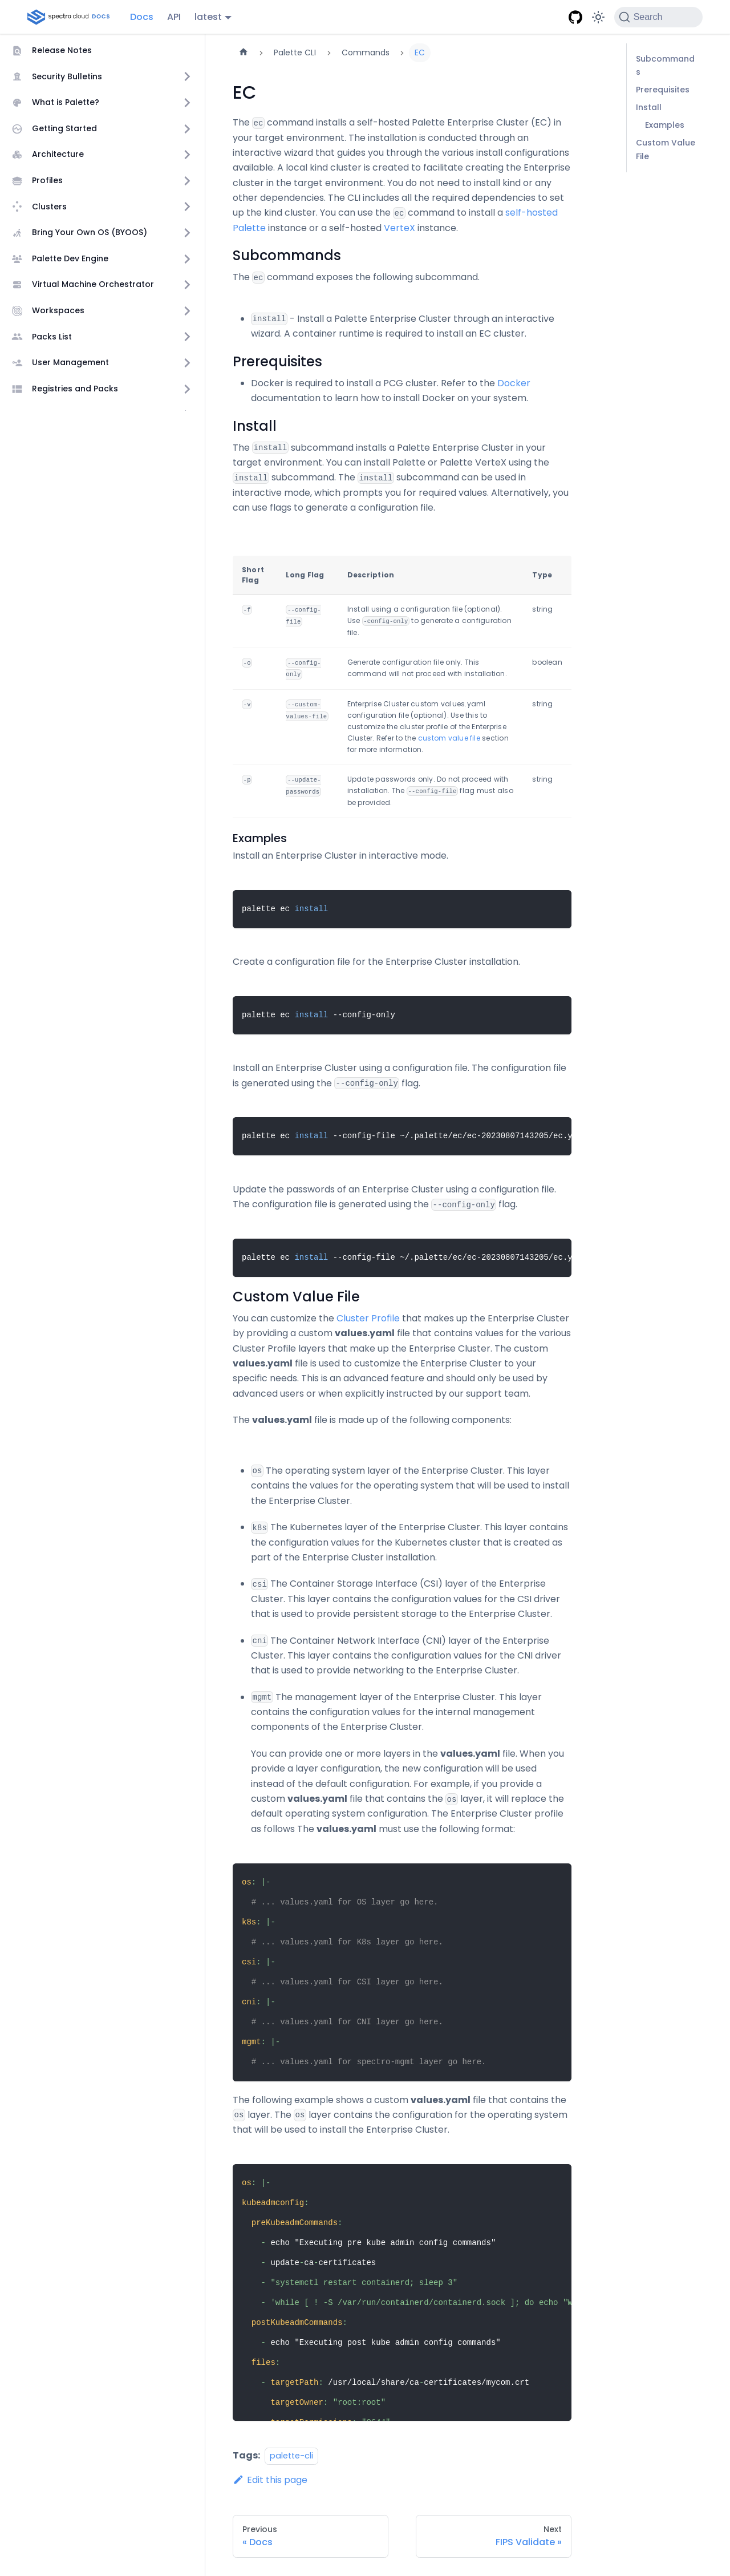 spectro cloud DOCS
Docs
API
latest
Search
Release Notes
Security Bulletins
What is Palette?
Getting Started
Architecture
Profiles
Clusters
Bring Your Own OS (BYOOS)
Palette Dev Engine
Virtual Machine Orchestrator
Workspaces
Packs List
User Management
Registries and Packs
Palette CLI
Commands
EC
EC
The ec command installs a self-hosted Palette Enterprise Cluster (EC) in
your target environment. The installation is conducted through an
interactive wizard that guides you through the various install configurations
available. A local kind cluster is created to facilitate creating the Enterprise
cluster in the target environment. You do not need to install kind or any
other dependencies. The CLI includes all the required dependencies to set
up the kind cluster. You can use the ec command to install a self-hosted
Palette instance or a self-hosted VerteX instance.
Subcommands
The ec command exposes the following subcommand.
install - Install a Palette Enterprise Cluster through an interactive
wizard. A container runtime is required to install an EC cluster.
Prerequisites
Docker is required to install a PCG cluster. Refer to the Docker
documentation to learn how to install Docker on your system.
Install
The install subcommand installs a Palette Enterprise Cluster in your
target environment. You can install Palette or Palette VerteX using the
install subcommand. The install subcommand can be used in
interactive mode, which prompts you for required values. Alternatively, you
can use flags to generate a configuration file.
Short
Flag
Long Flag
Description
Type
-f
--config-
file
Install using a configuration file (optional).
Use -config-only to generate a configuration
file.
string
-o
--config-
only
Generate configuration file only. This
command will not proceed with installation.
boolean
-v
--custom-
values-file
Enterprise Cluster custom values.yaml
configuration file (optional). Use this to
customize the cluster profile of the Enterprise
Cluster. Refer to the custom value file section
for more information.
string
-p
--update-
passwords
Update passwords only. Do not proceed with
installation. The --config-file flag must also
be provided.
string
Examples
Install an Enterprise Cluster in interactive mode.
palette ec install
Create a configuration file for the Enterprise Cluster installation.
palette ec install --config-only
Install an Enterprise Cluster using a configuration file. The configuration file
is generated using the --config-only flag.
palette ec install --config-file ~/.palette/ec/ec-20230807143205/ec.y
Update the passwords of an Enterprise Cluster using a configuration file.
The configuration file is generated using the --config-only flag.
palette ec install --config-file ~/.palette/ec/ec-20230807143205/ec.y
Custom Value File
You can customize the Cluster Profile that makes up the Enterprise Cluster
by providing a custom values.yaml file that contains values for the various
Cluster Profile layers that make up the Enterprise Cluster. The custom
values.yaml file is used to customize the Enterprise Cluster to your
specific needs. This is an advanced feature and should only be used by
advanced users or when explicitly instructed by our support team.
The values.yaml file is made up of the following components:
os The operating system layer of the Enterprise Cluster. This layer
contains the values for the operating system that will be used to install
the Enterprise Cluster.
k8s The Kubernetes layer of the Enterprise Cluster. This layer contains
the configuration values for the Kubernetes cluster that is created as
part of the Enterprise Cluster installation.
csi The Container Storage Interface (CSI) layer of the Enterprise
Cluster. This layer contains the configuration values for the CSI driver
that is used to provide persistent storage to the Enterprise Cluster.
cni The Container Network Interface (CNI) layer of the Enterprise
Cluster. This layer contains the configuration values for the CNI driver
that is used to provide networking to the Enterprise Cluster.
mgmt The management layer of the Enterprise Cluster. This layer
contains the configuration values for the internal management
components of the Enterprise Cluster.
You can provide one or more layers in the values.yaml file. When you
provide a layer configuration, the new configuration will be used
instead of the default configuration. For example, if you provide a
custom values.yaml file that contains the os layer, it will replace the
default operating system configuration. The Enterprise Cluster profile
as follows The values.yaml must use the following format:
os: |-
# ... values.yaml for OS layer go here.
k8s: |-
# ... values.yaml for K8s layer go here.
csi: |-
# ... values.yaml for CSI layer go here.
cni: |-
# ... values.yaml for CNI layer go here.
mgmt: |-
# ... values.yaml for spectro-mgmt layer go here.
The following example shows a custom values.yaml file that contains the
os layer. The os layer contains the configuration for the operating system
that will be used to install the Enterprise Cluster.
os: |-
kubeadmconfig:
preKubeadmCommands:
- echo "Executing pre kube admin config commands"
- update-ca-certificates
- "systemctl restart containerd; sleep 3"
- 'while [ ! -S /var/run/containerd/containerd.sock ]; do echo "W
postKubeadmCommands:
- echo "Executing post kube admin config commands"
files:
- targetPath: /usr/local/share/ca-certificates/mycom.crt
targetOwner: "root:root"
Tags: palette-cli
Edit this page
Previous
« Docs
Next
FIPS Validate »
Subcommand
s
Prerequisites
Install
Examples
Custom Value
File